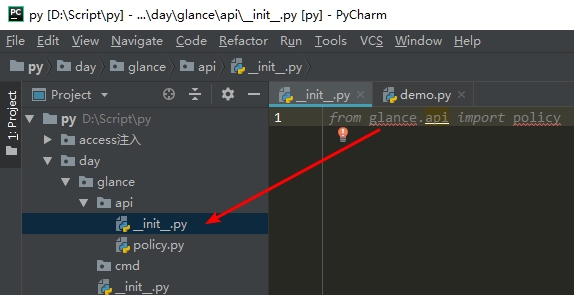 PC py [D:\Script\py] - ...\day\glance\api\__init__.py [py] - PyCharm
File Edit View Navigate Code Refactor Run Tools VCS Window Help
py day glance api __init__.py
1: Project
Project
__init__.py demo.py
py D:\Script\py
1 from glance.api import policy
access注入
day
glance
api
__init__.py
policy.py
cmd
__init__.py